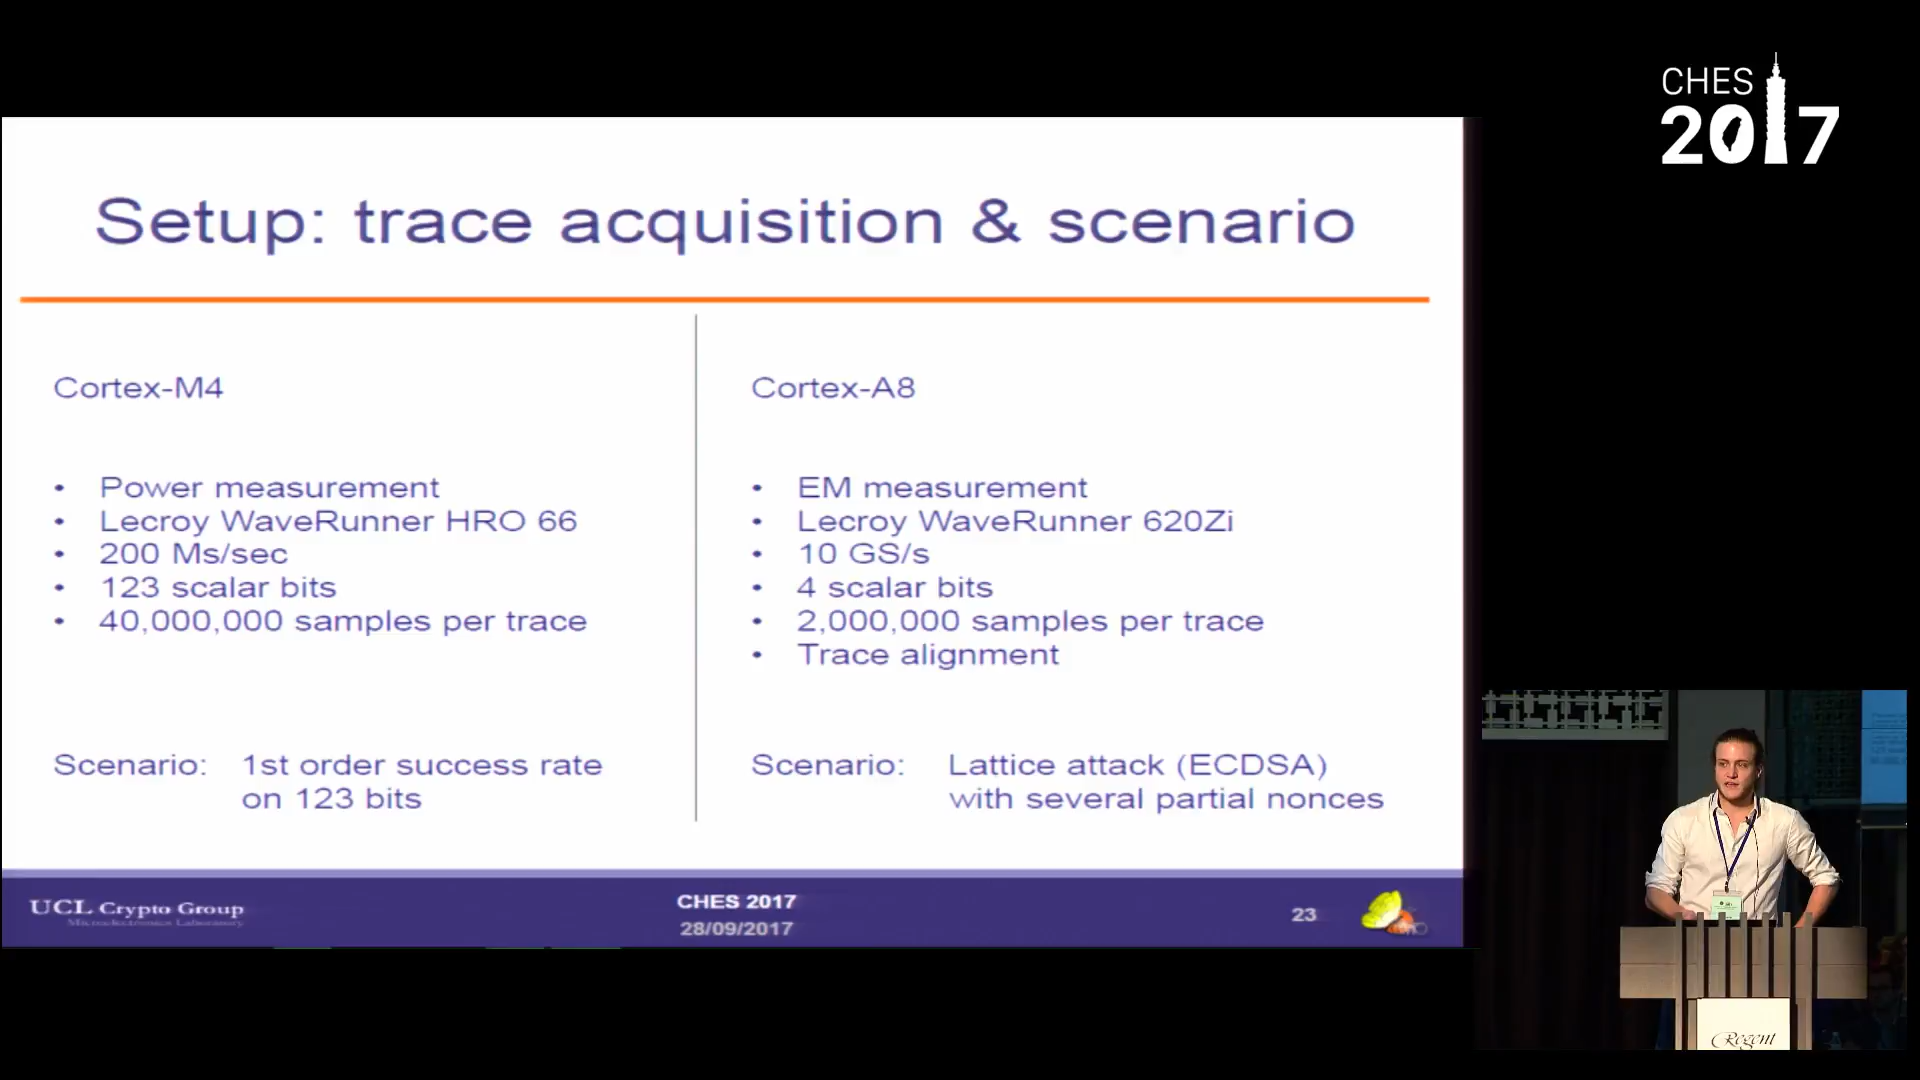 CHES
2017
Setup: trace acquisition & scenario
Cortex-M4
• Power measurement
• Lecroy WaveRunner HRO 66
• 200 Ms/sec
• 123 scalar bits
• 40,000,000 samples per trace
Scenario: 1st order success rate
on 123 bits
Cortex-A8
• EM measurement
• Lecroy WaveRunner 620Zi
• 10 GS/s
• 4 scalar bits
• 2,000,000 samples per trace
• Trace alignment
Scenario: Lattice attack (ECDSA)
with several partial nonces
UCL Crypto Group
Microelectronics Laboratory
CHES 2017
28/09/2017
23
Regent